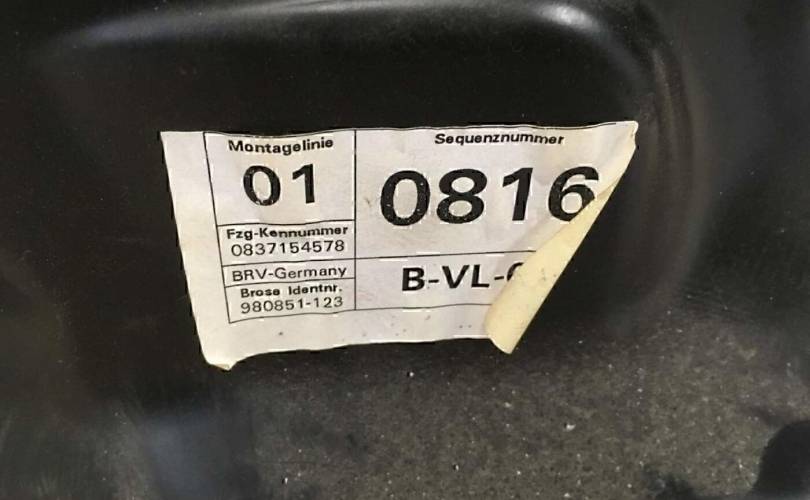 Montagelinie
01
Sequenznummer
0816
Fzg-Kennummer
0837154578
BRV-Germany
Brose Identnr.
980851-123
B-VL-